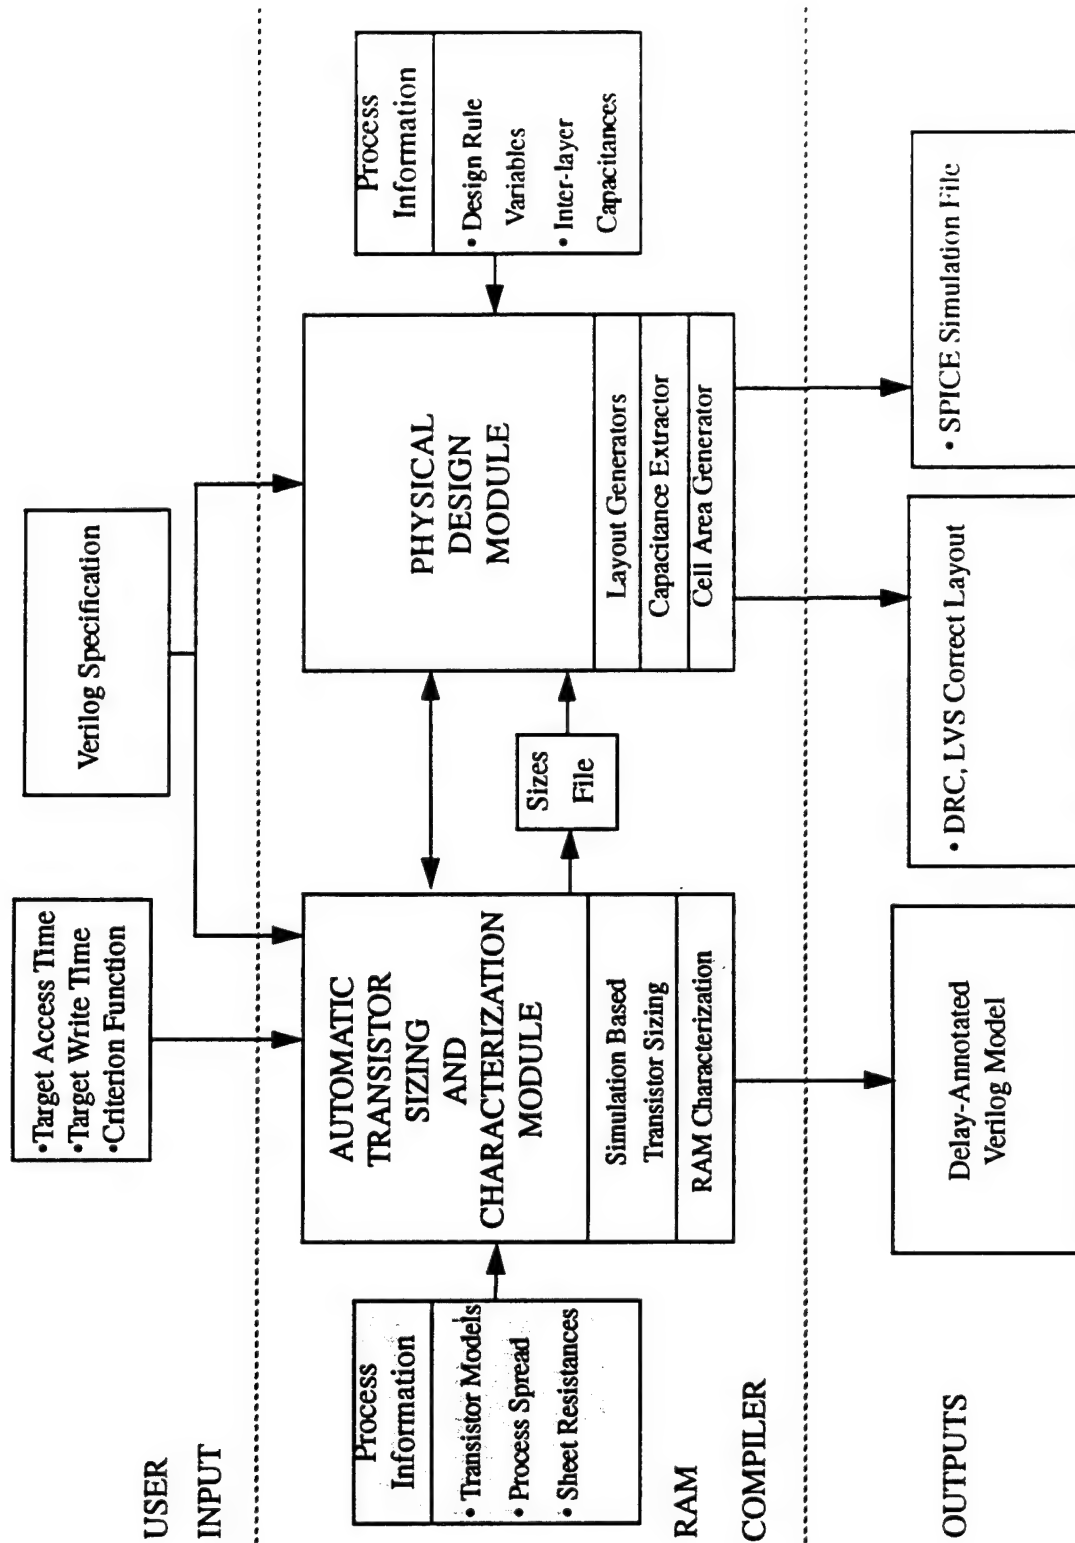 USER
INPUT
•Target Access Time
•Target Write Time
•Criterion Function
Verilog Specification
Process
Information
• Transistor Models
• Process Spread
• Sheet Resistances
AUTOMATIC
TRANSISTOR
SIZING
AND
CHARACTERIZATION
MODULE
Simulation Based
Transistor Sizing
RAM Characterization
Sizes
File
PHYSICAL
DESIGN
MODULE
Layout Generators
Capacitance Extractor
Cell Area Generator
Process
Information
• Design Rule
Variables
• Inter-layer
Capacitances
RAM
COMPILER
OUTPUTS
Delay-Annotated
Verilog Model
• DRC, LVS Correct Layout
• SPICE Simulation File